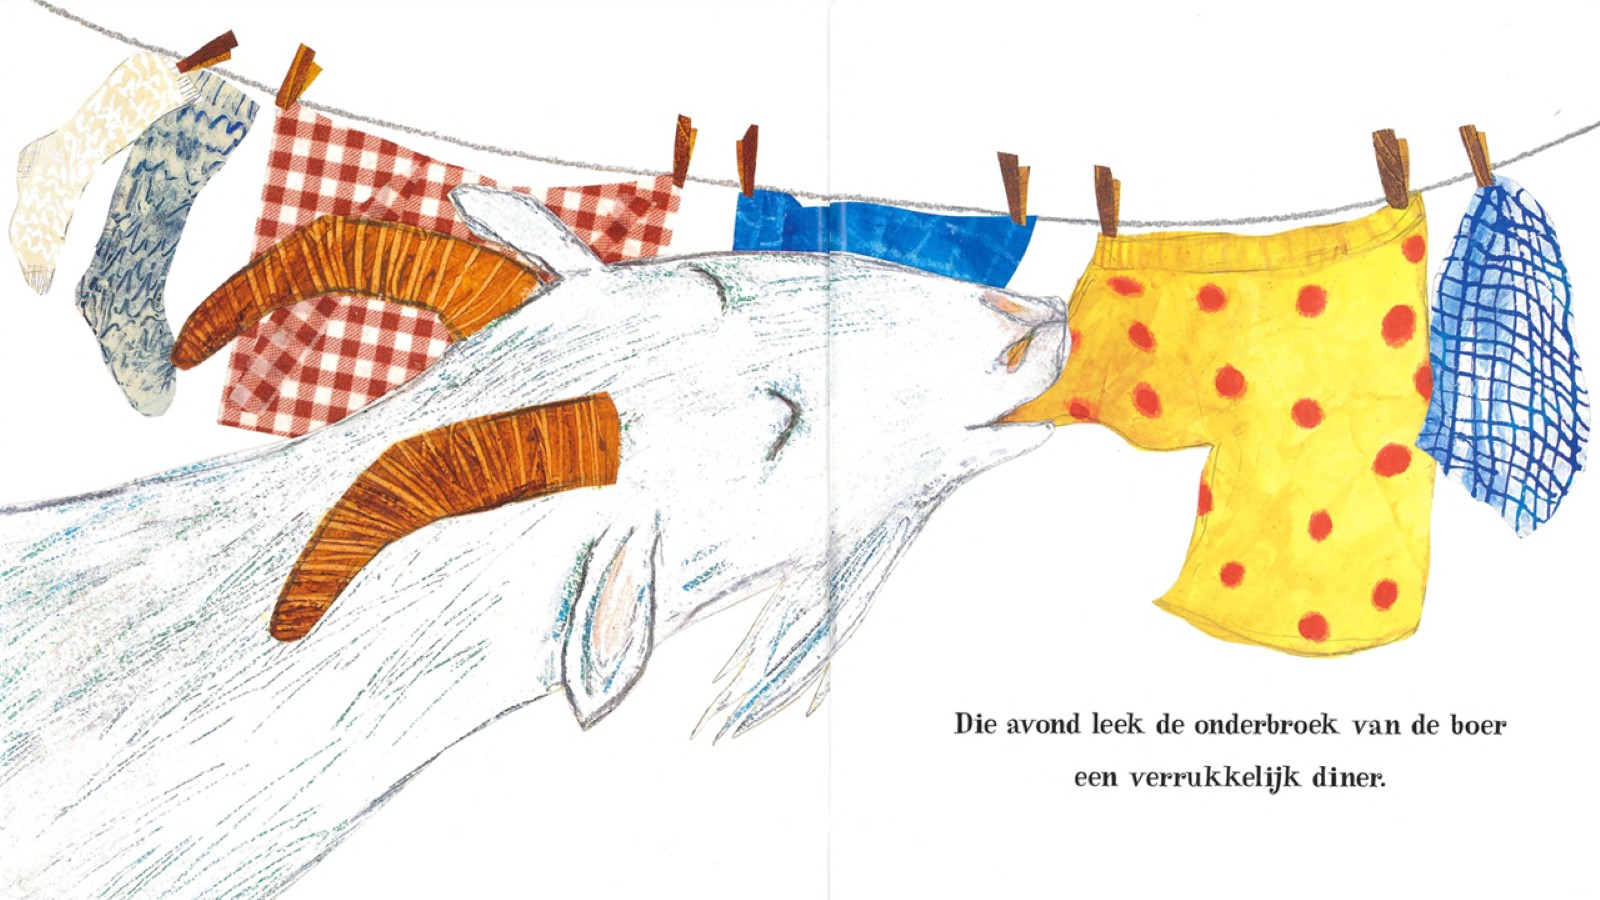 Die avond leek de onderbroek van de boer
een verrukkelijk diner.